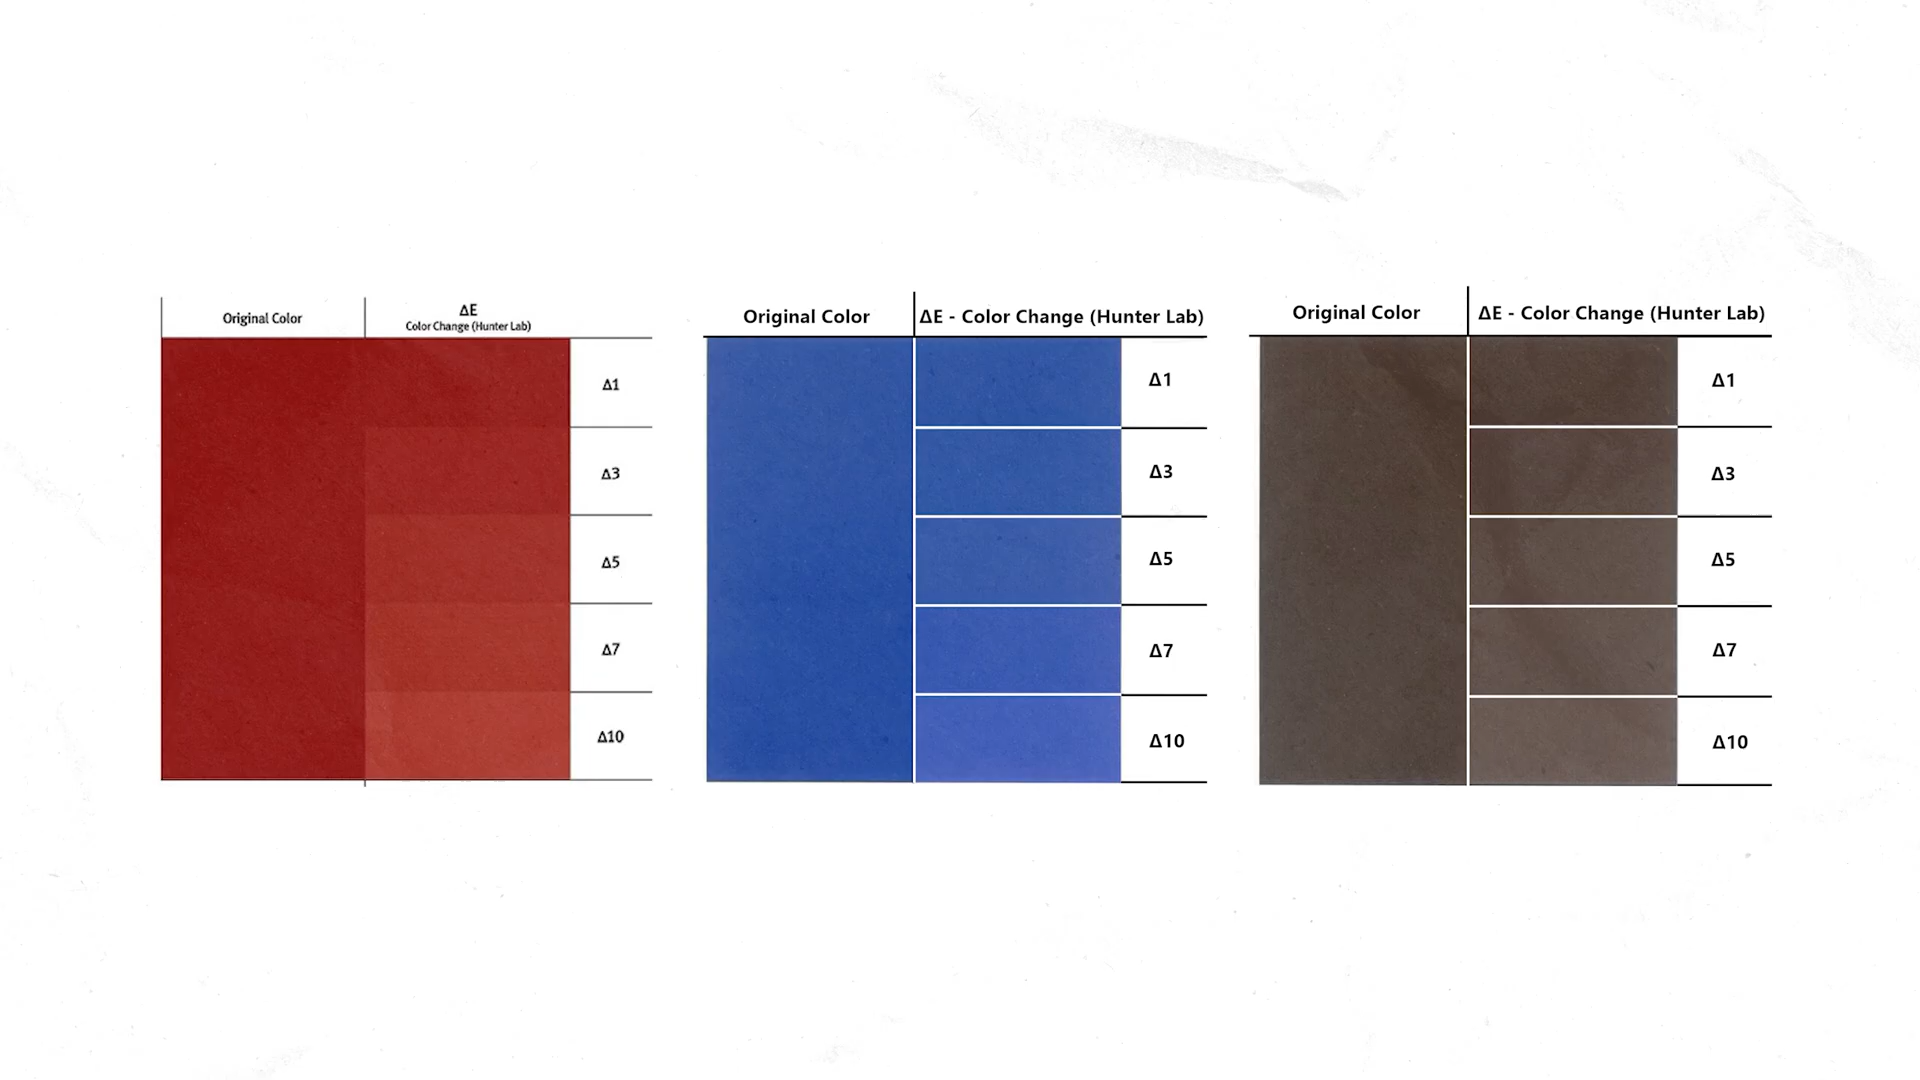 Original Color
ΔE
Color Change (Hunter Lab)
Δ1
Δ3
Δ5
Δ7
Δ10
Original Color
ΔE - Color Change (Hunter Lab)
Δ1
Δ3
Δ5
Δ7
Δ10
Original Color
ΔE - Color Change (Hunter Lab)
Δ1
Δ3
Δ5
Δ7
Δ10